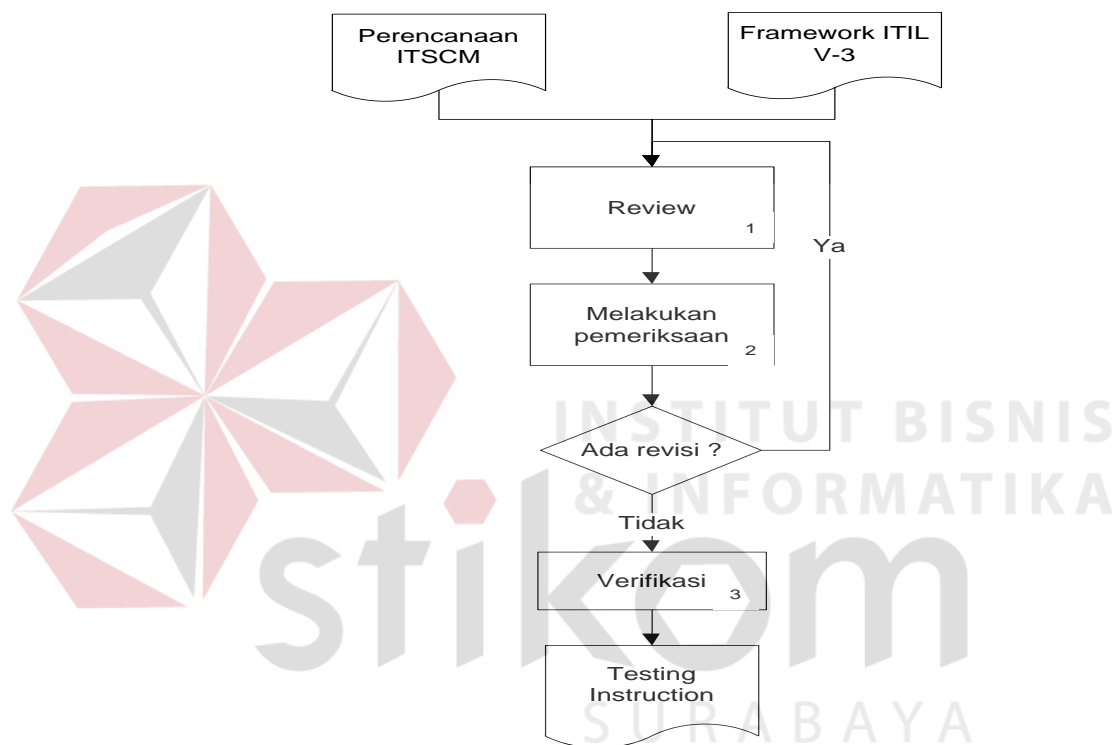 Perencanaan
ITSCM
Framework ITIL
V-3
Review
1
Ya
Melakukan
pemeriksaan
2
Ada revisi ?
Tidak
Verifikasi
3
Testing
Instruction
INSTITUT BISNIS
& INFORMATIKA
stikom
SURABAYA